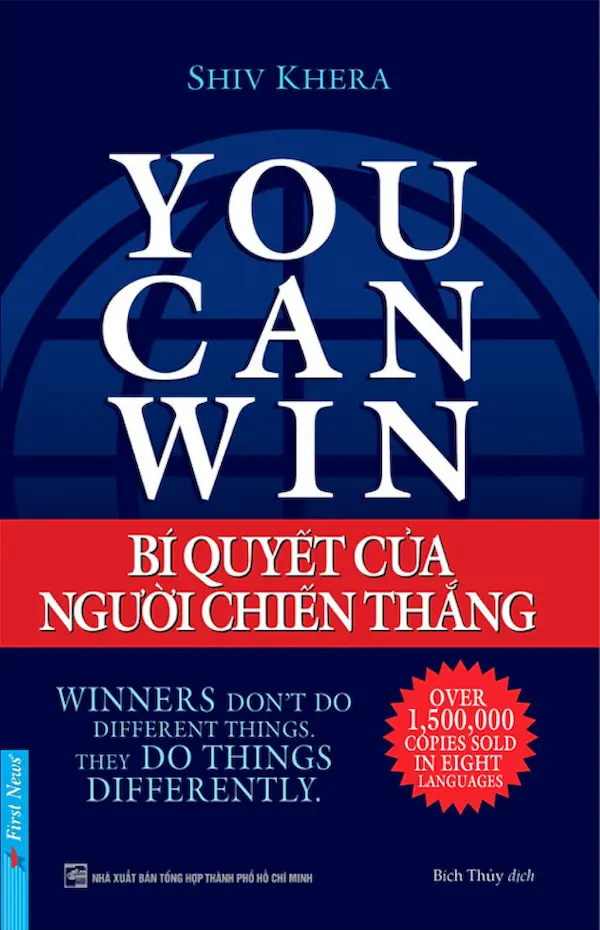 SHIV KHERA
YOU
CAN
WIN
BÍ QUYẾT CỦA
NGƯỜI CHIẾN THẮNG
WINNERS DON'T DO
DIFFERENT THINGS.
THEY DO THINGS
DIFFERENTLY.
OVER
1,500,000
COPIES SOLD
IN EIGHT
LANGUAGES
First News®
NHÀ XUẤT BẢN TỔNG HỢP THÀNH PHỐ HỒ CHÍ MINH
Bích Thủy dịch